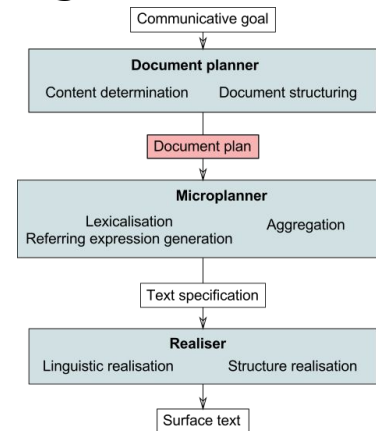 Communicative goal
Document planner
Content determination Document structuring
Document plan
Microplanner
Lexicalisation
Aggregation
Referring expression generation
Text specification
Realiser
Linguistic realisation Structure realisation
Surface text